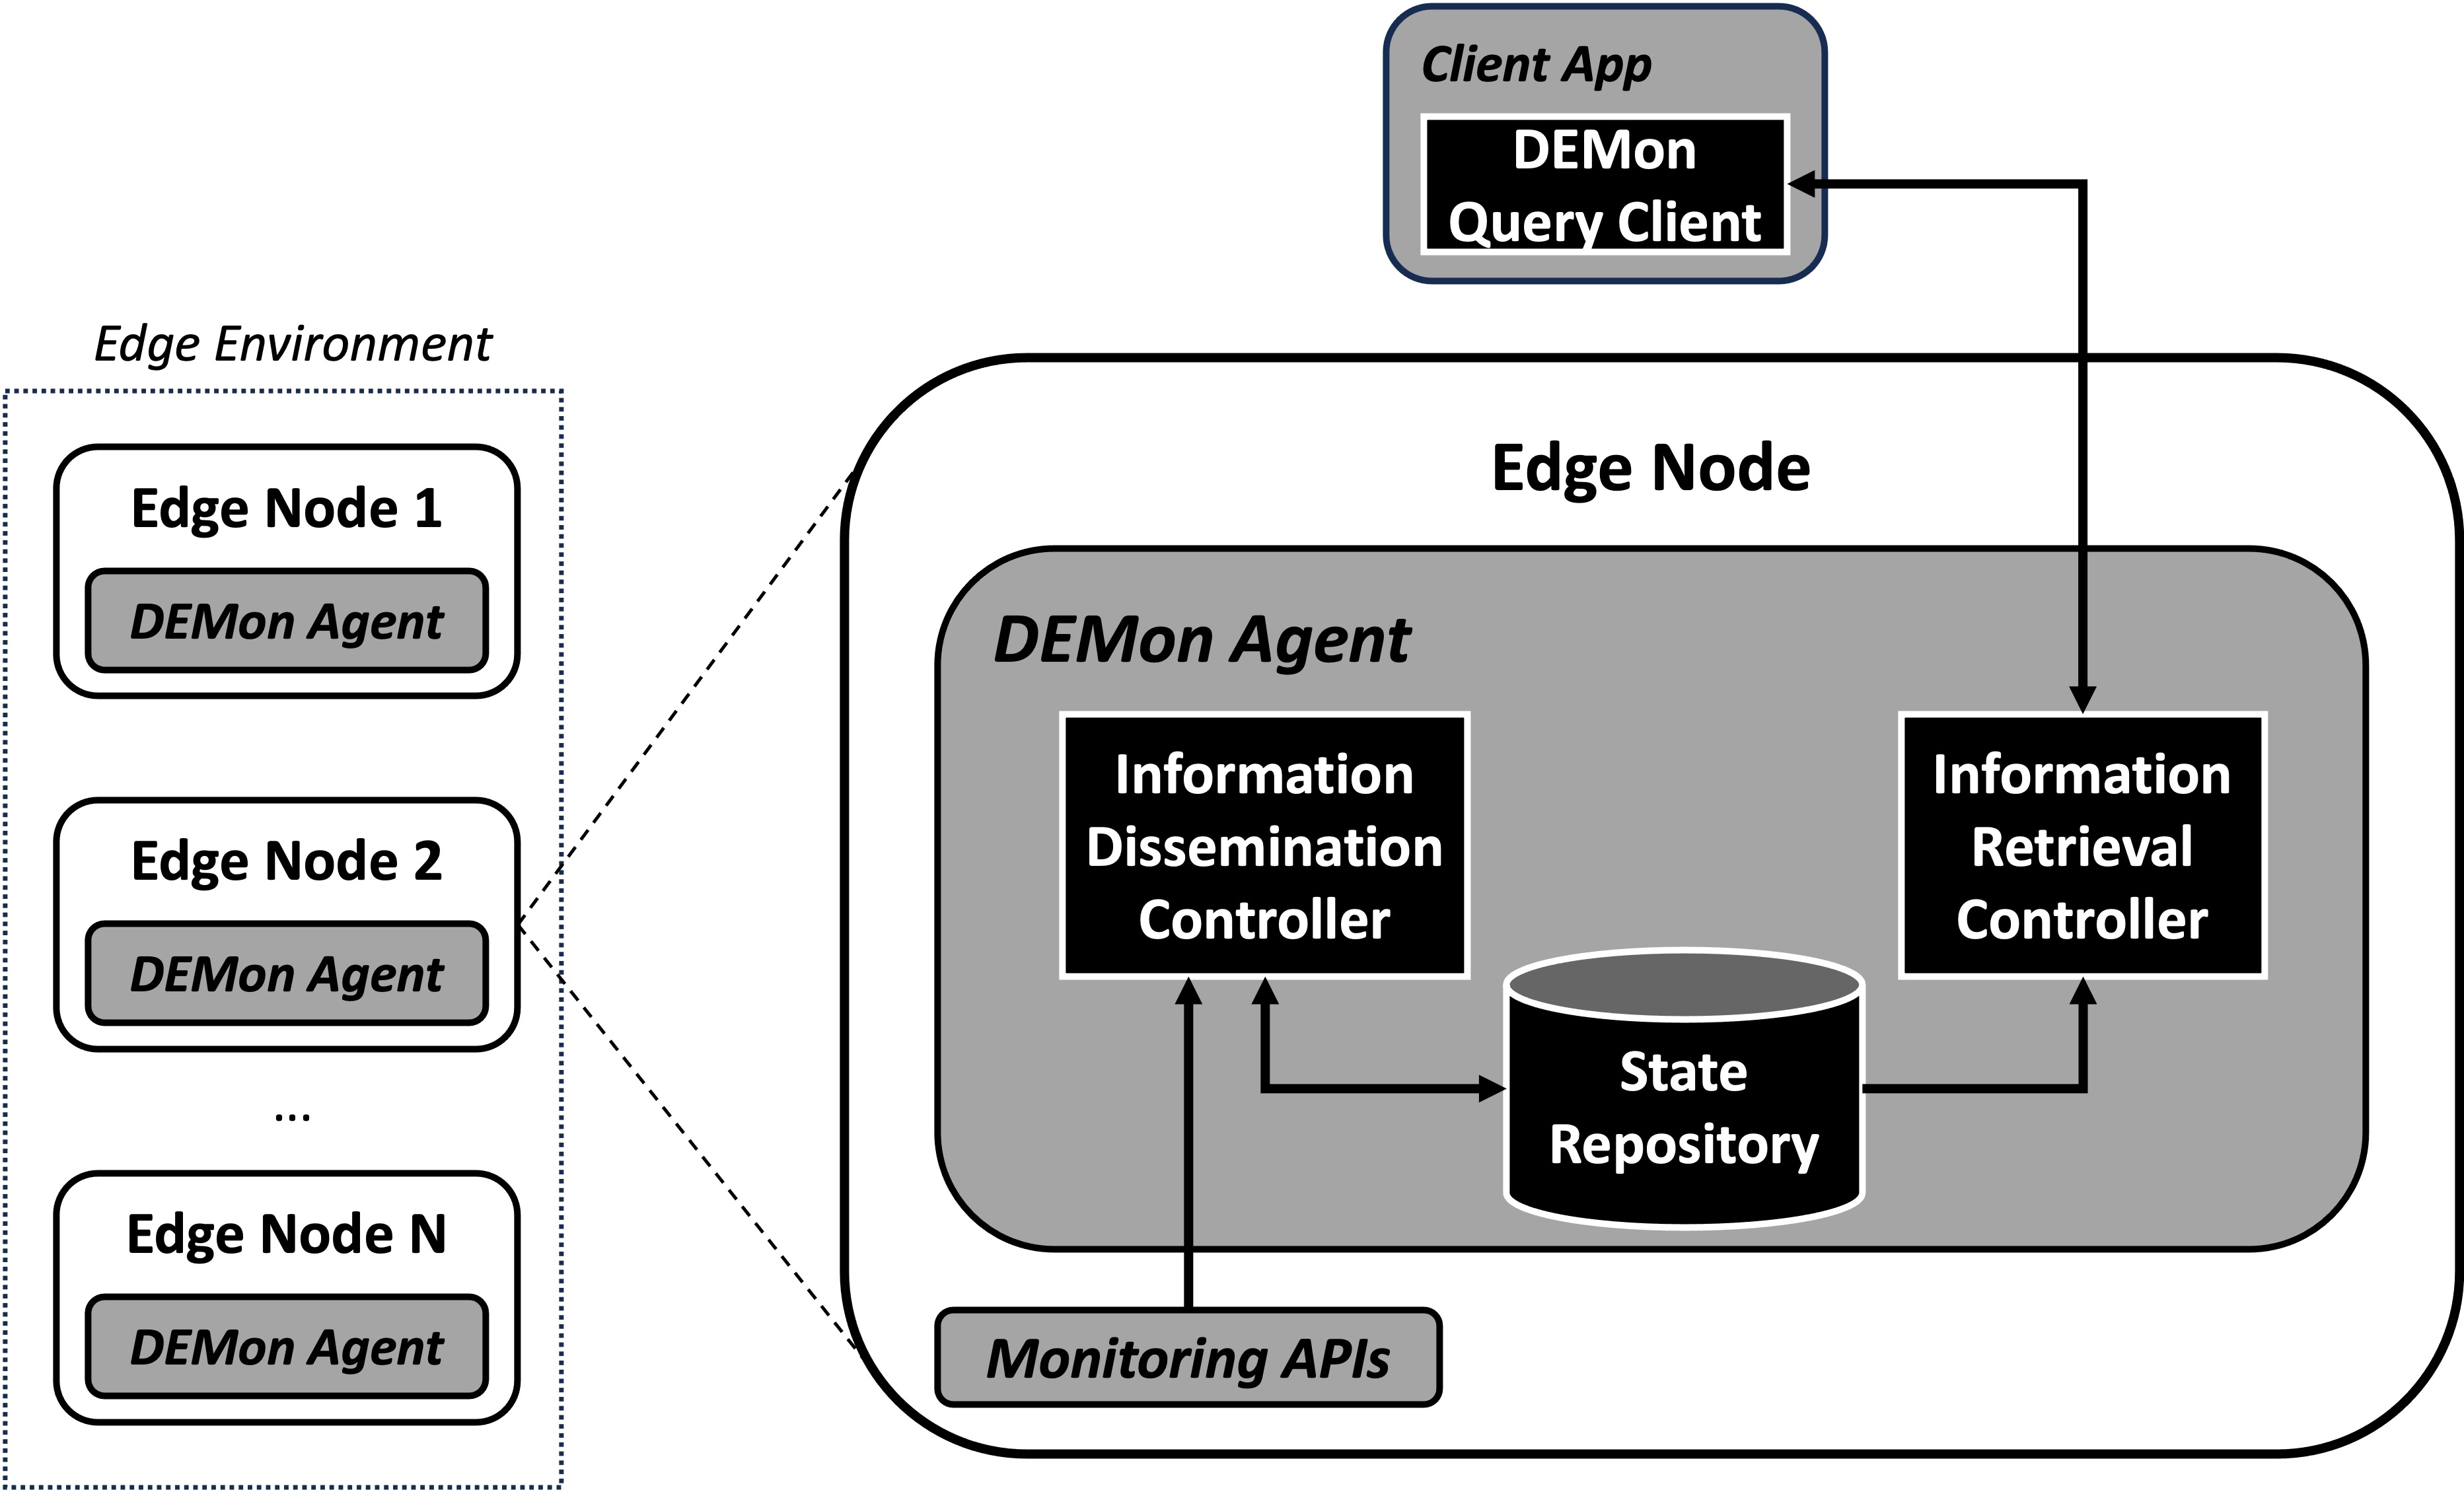 Client App
DEMon
Query Client
Edge Environment
Edge Node 1
DEMon Agent
Edge Node 2
DEMon Agent
...
Edge Node N
DEMon Agent
Edge Node
DEMon Agent
Information
Dissemination
Controller
Information
Retrieval
Controller
State
Repository
Monitoring APIs